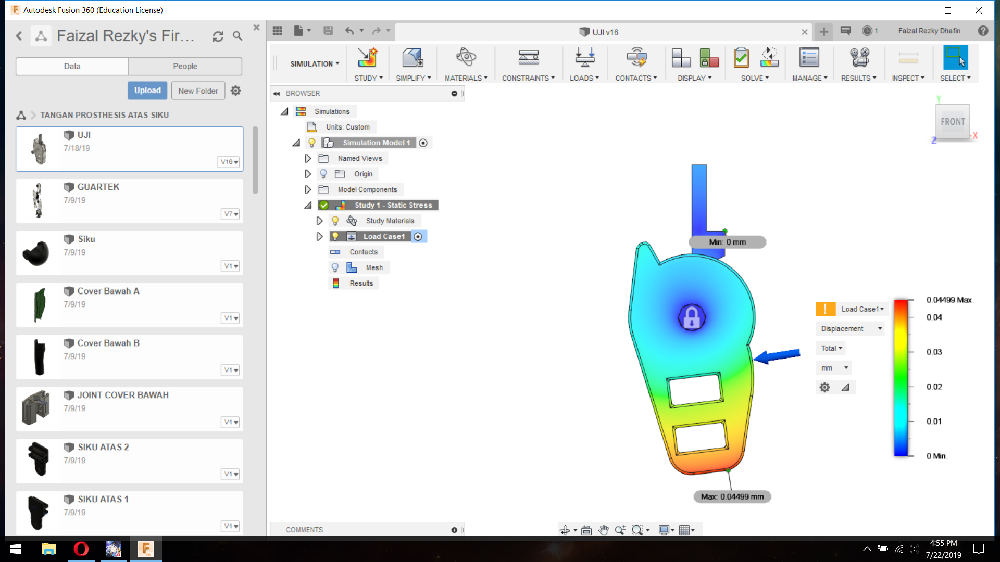 Autodesk Fusion 360 (Education License)
Faizal Rezky's Fir...
Data
People
Upload
New Folder
TANGAN PROSTHESIS ATAS SIKU
UJI
7/18/19
V16
GUARTEK
7/9/19
V7
Siku
7/9/19
V1
Cover Bawah A
7/9/19
V1
Cover Bawah B
7/9/19
V1
JOINT COVER BAWAH
7/9/19
V1
SIKU ATAS 2
7/9/19
V1
SIKU ATAS 1
7/9/19
V1
UJI v16
1
Faizal Rezky Dhafin
SIMULATION
STUDY
SIMPLIFY
MATERIALS
CONSTRAINTS
LOADS
CONTACTS
DISPLAY
SOLVE
MANAGE
RESULTS
INSPECT
SELECT
BROWSER
Simulations
Units: Custom
Simulation Model 1
Named Views
Origin
Model Components
Study 1 - Static Stress
Study Materials
Load Case1
Contacts
Mesh
Results
Y
FRONT
Z
X
Min: 0 mm
Max: 0.04499 mm
Load Case1
Displacement
Total
mm
0.04499 Max.
0.04
0.03
0.02
0.01
0 Min.
COMMENTS
4:55 PM
7/22/2019